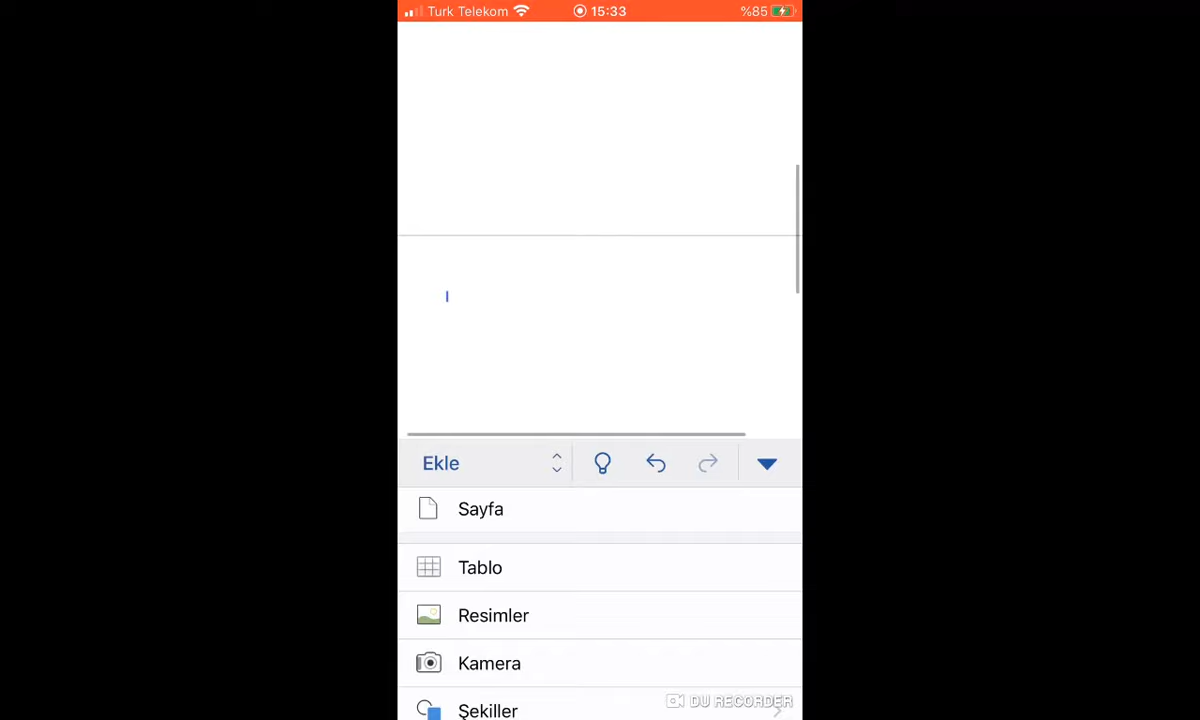 Turk Telekom 15:33 %85
Ekle
Sayfa
Tablo
Resimler
Kamera
Şekiller
DU RECORDER